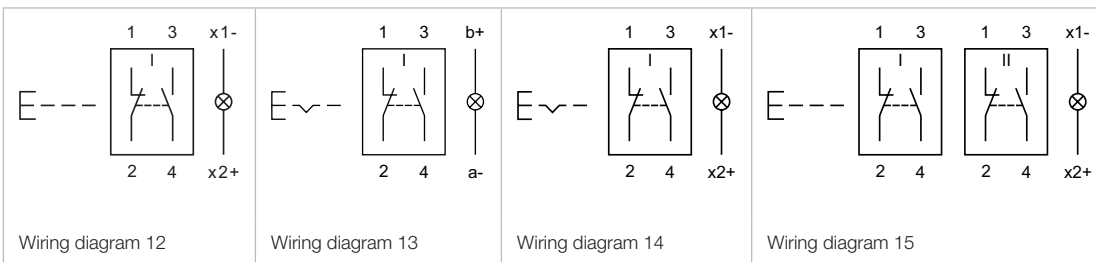 1 3 x1-
I
2 4 x2+
Wiring diagram 12
1 3 b+
I
2 4 a-
Wiring diagram 13
1 3 x1-
I
2 4 x2+
Wiring diagram 14
1 3 1 3 x1-
I II
2 4 2 4 x2+
Wiring diagram 15